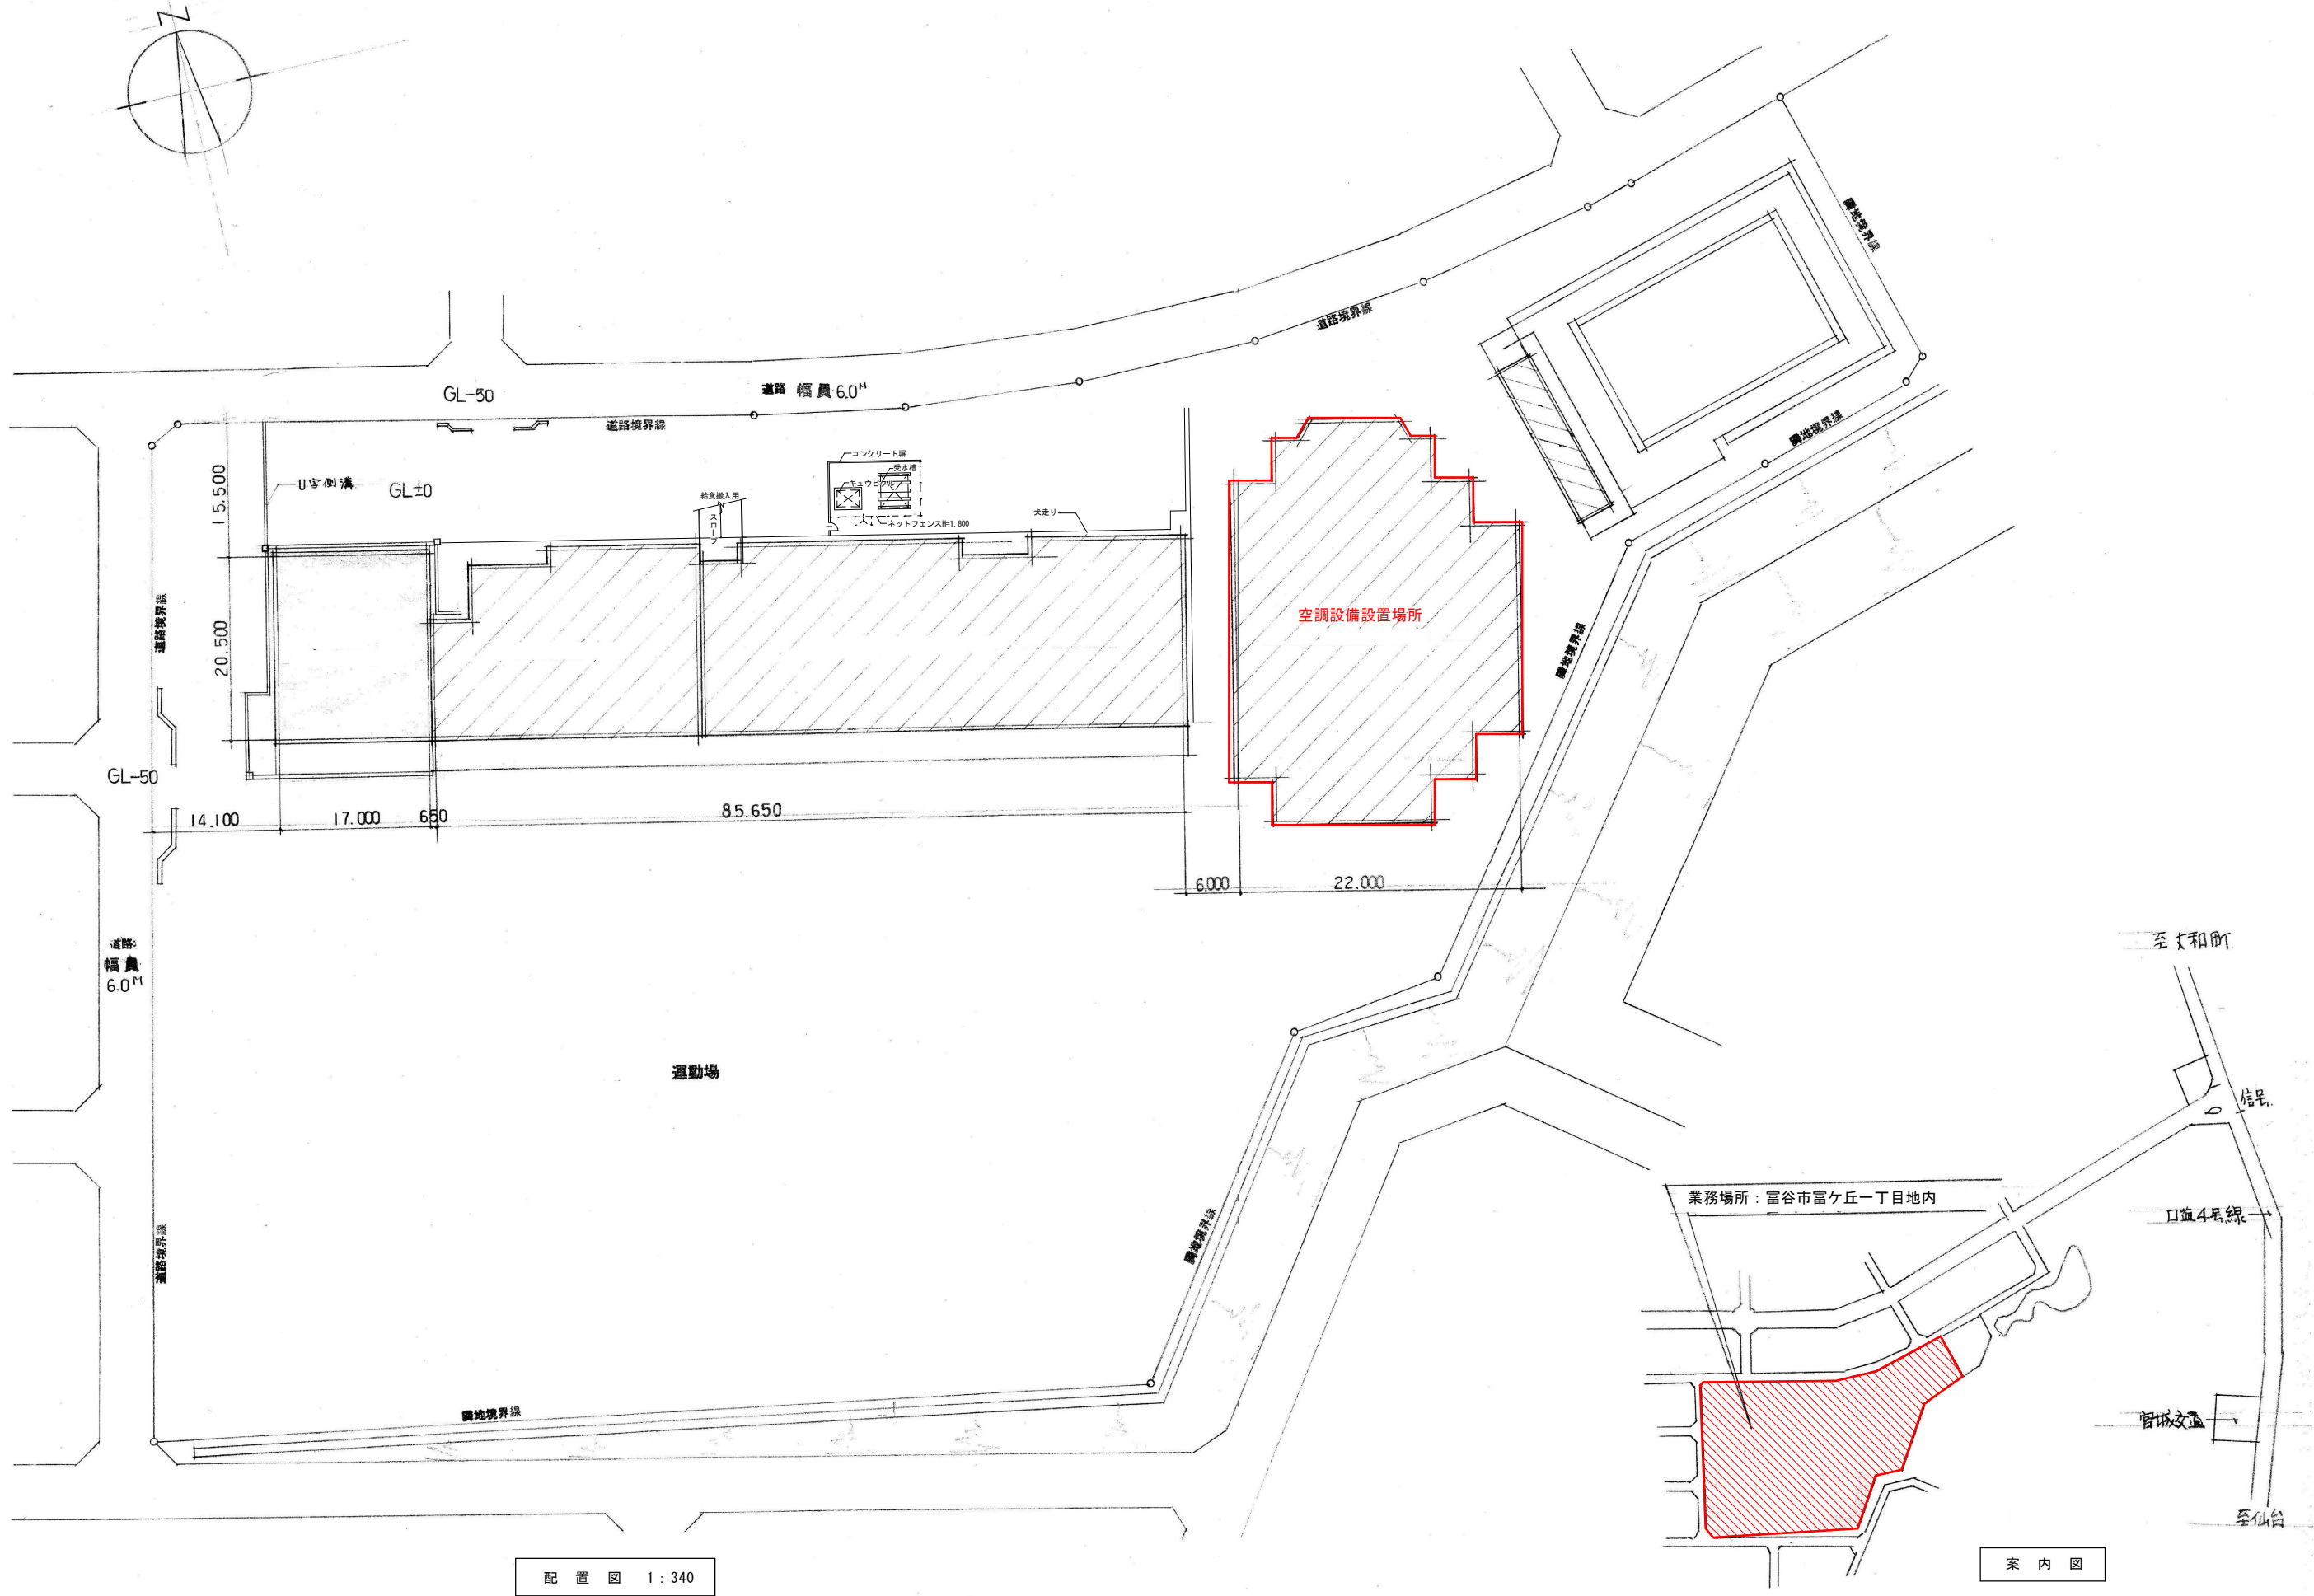 N
GL-50
道路 幅員 6.0M
道路境界線
道路境界線
隣地境界線
隣地境界線
隣地境界線
15.500
U字側溝
GL±0
コンクリート塀
受水槽
キュウビクル
ネットフェンスH=1.800
給食搬入用
スロープ
犬走り
道路境界線
20.500
空調設備設置場所
GL-50
14.100
17.000
650
85.650
6,000
22.000
道路
幅員
6.0M
運動場
道路境界線
隣地境界線
隣地境界線
配 置 図 1:340
至大和町
信号
業務場所:富谷市富ケ丘一丁目地内
宮城交通
至仙台
案 内 図